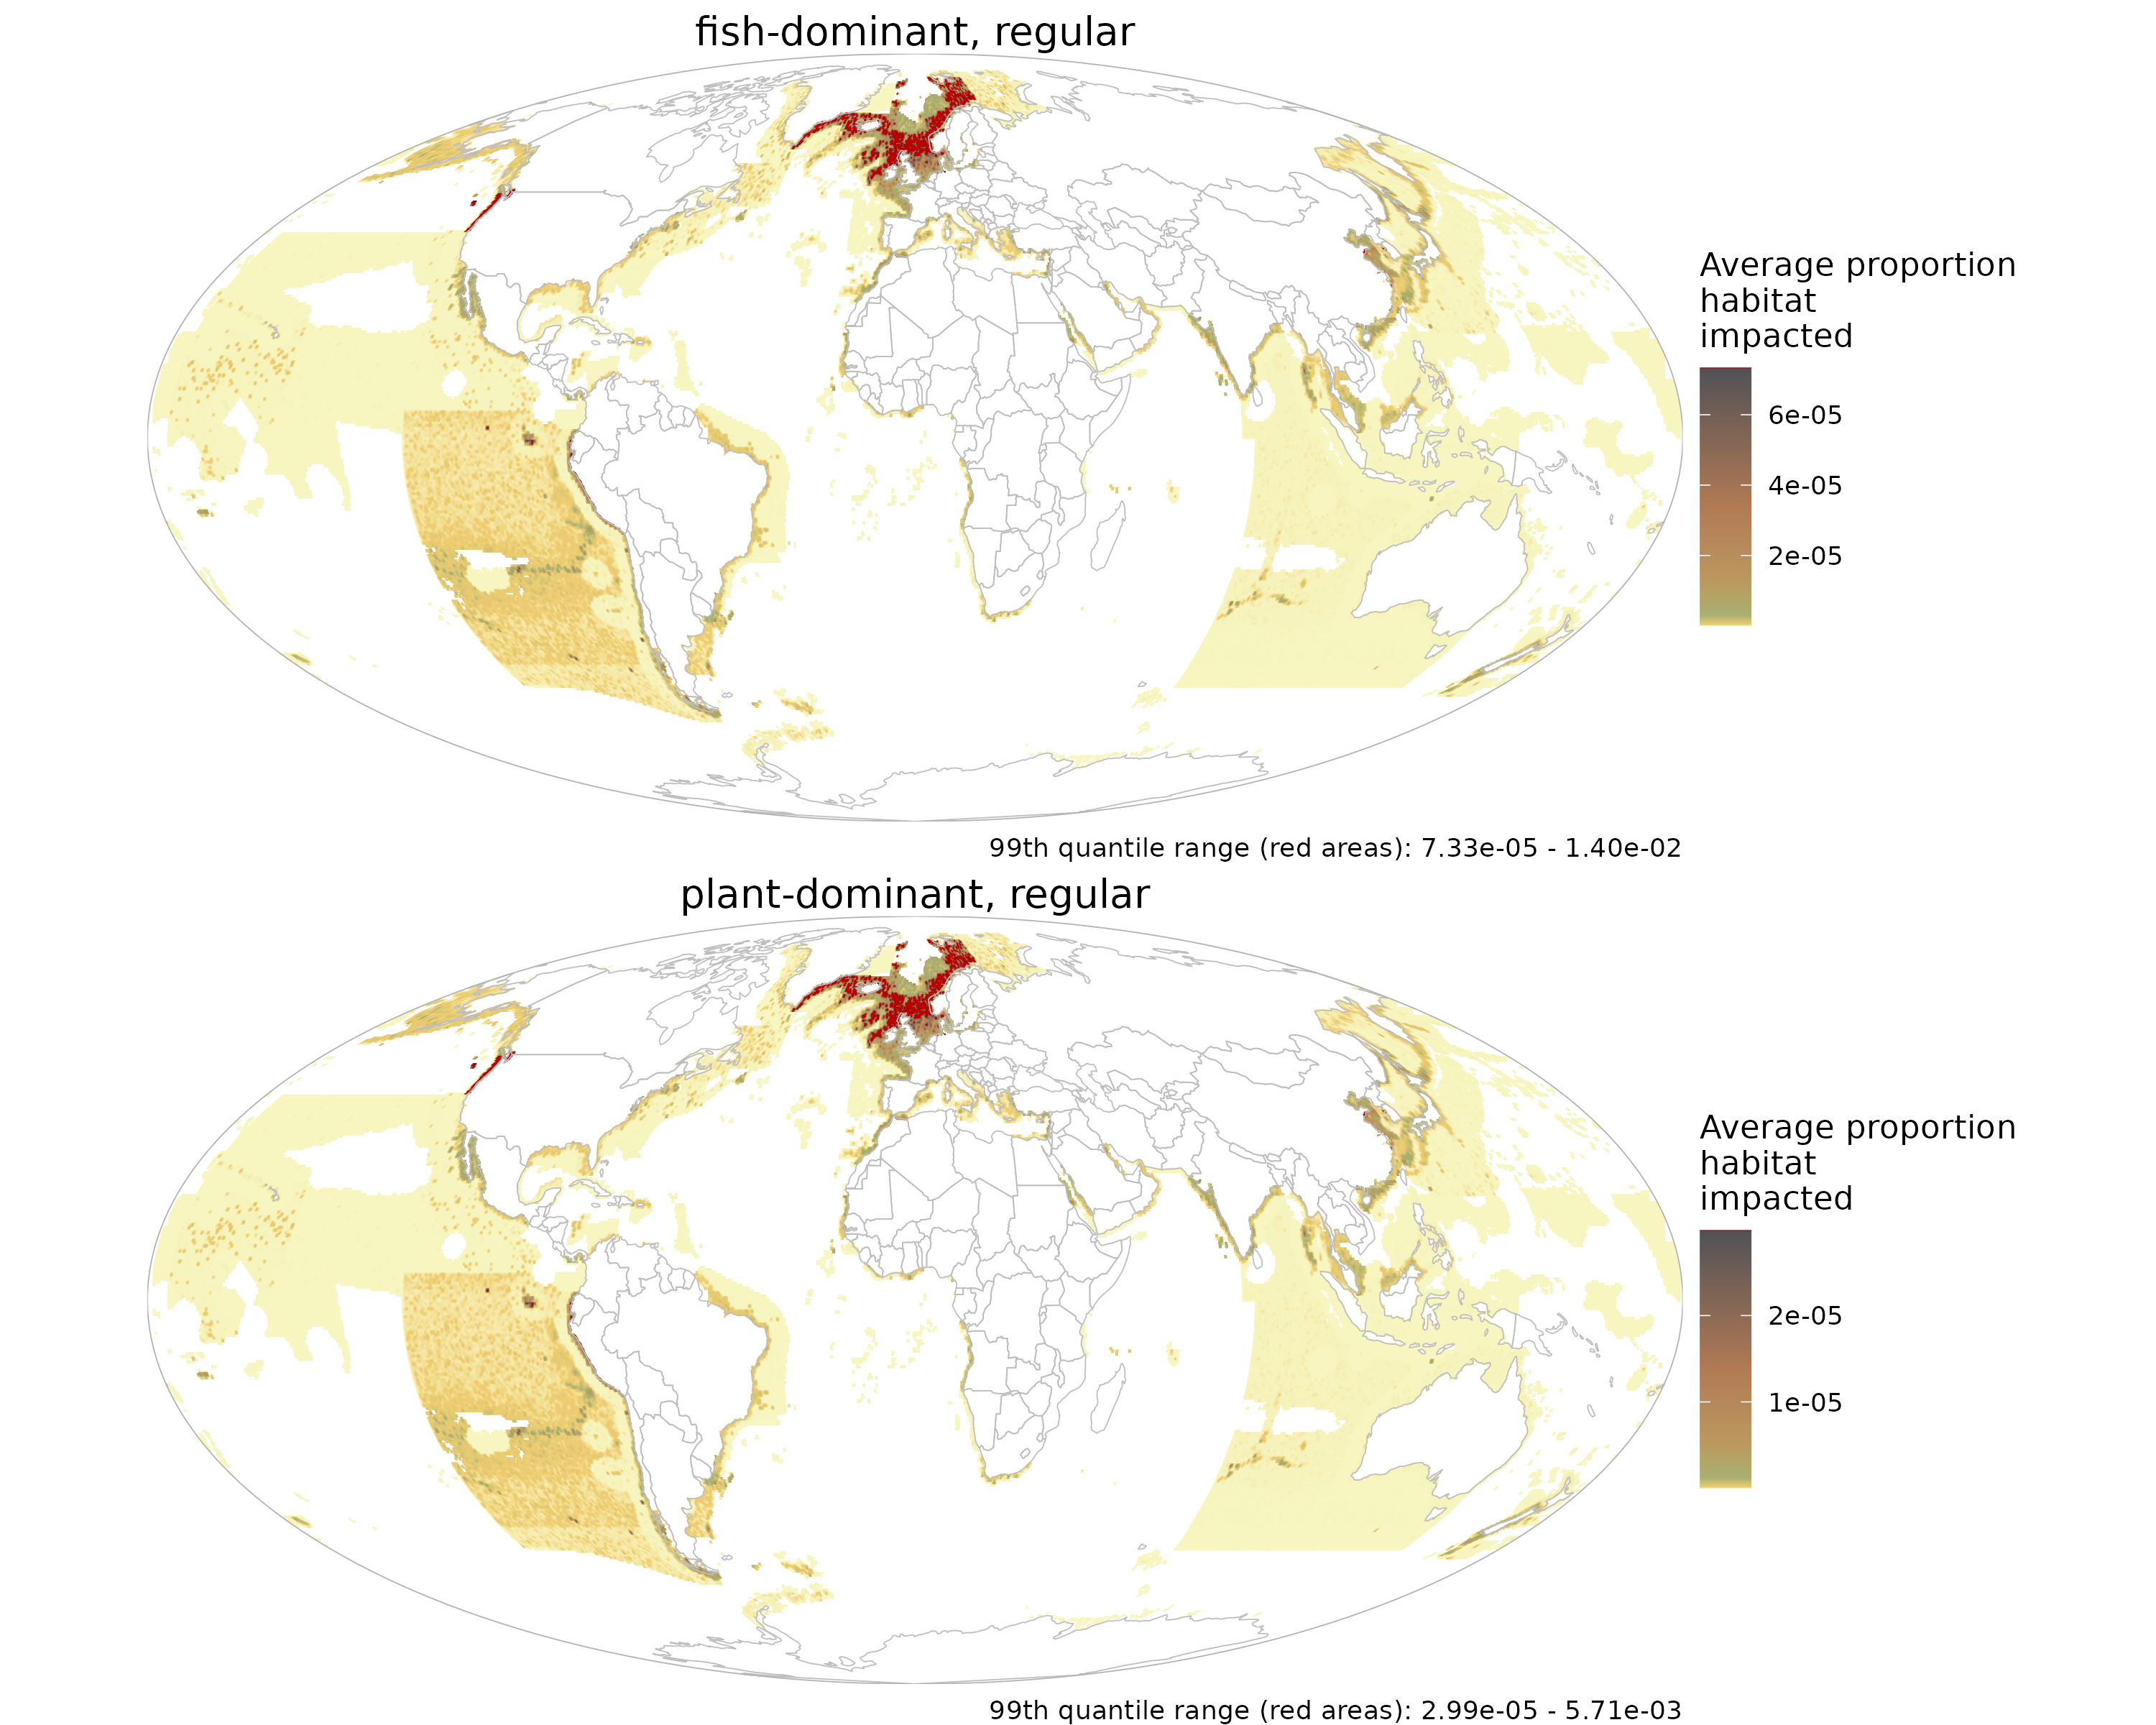 fish-dominant, regular
Average proportion
habitat
impacted
6e-05
4e-05
2e-05
99th quantile range (red areas): 7.33e-05 - 1.40e-02
plant-dominant, regular
Average proportion
habitat
impacted
2e-05
1e-05
99th quantile range (red areas): 2.99e-05 - 5.71e-03